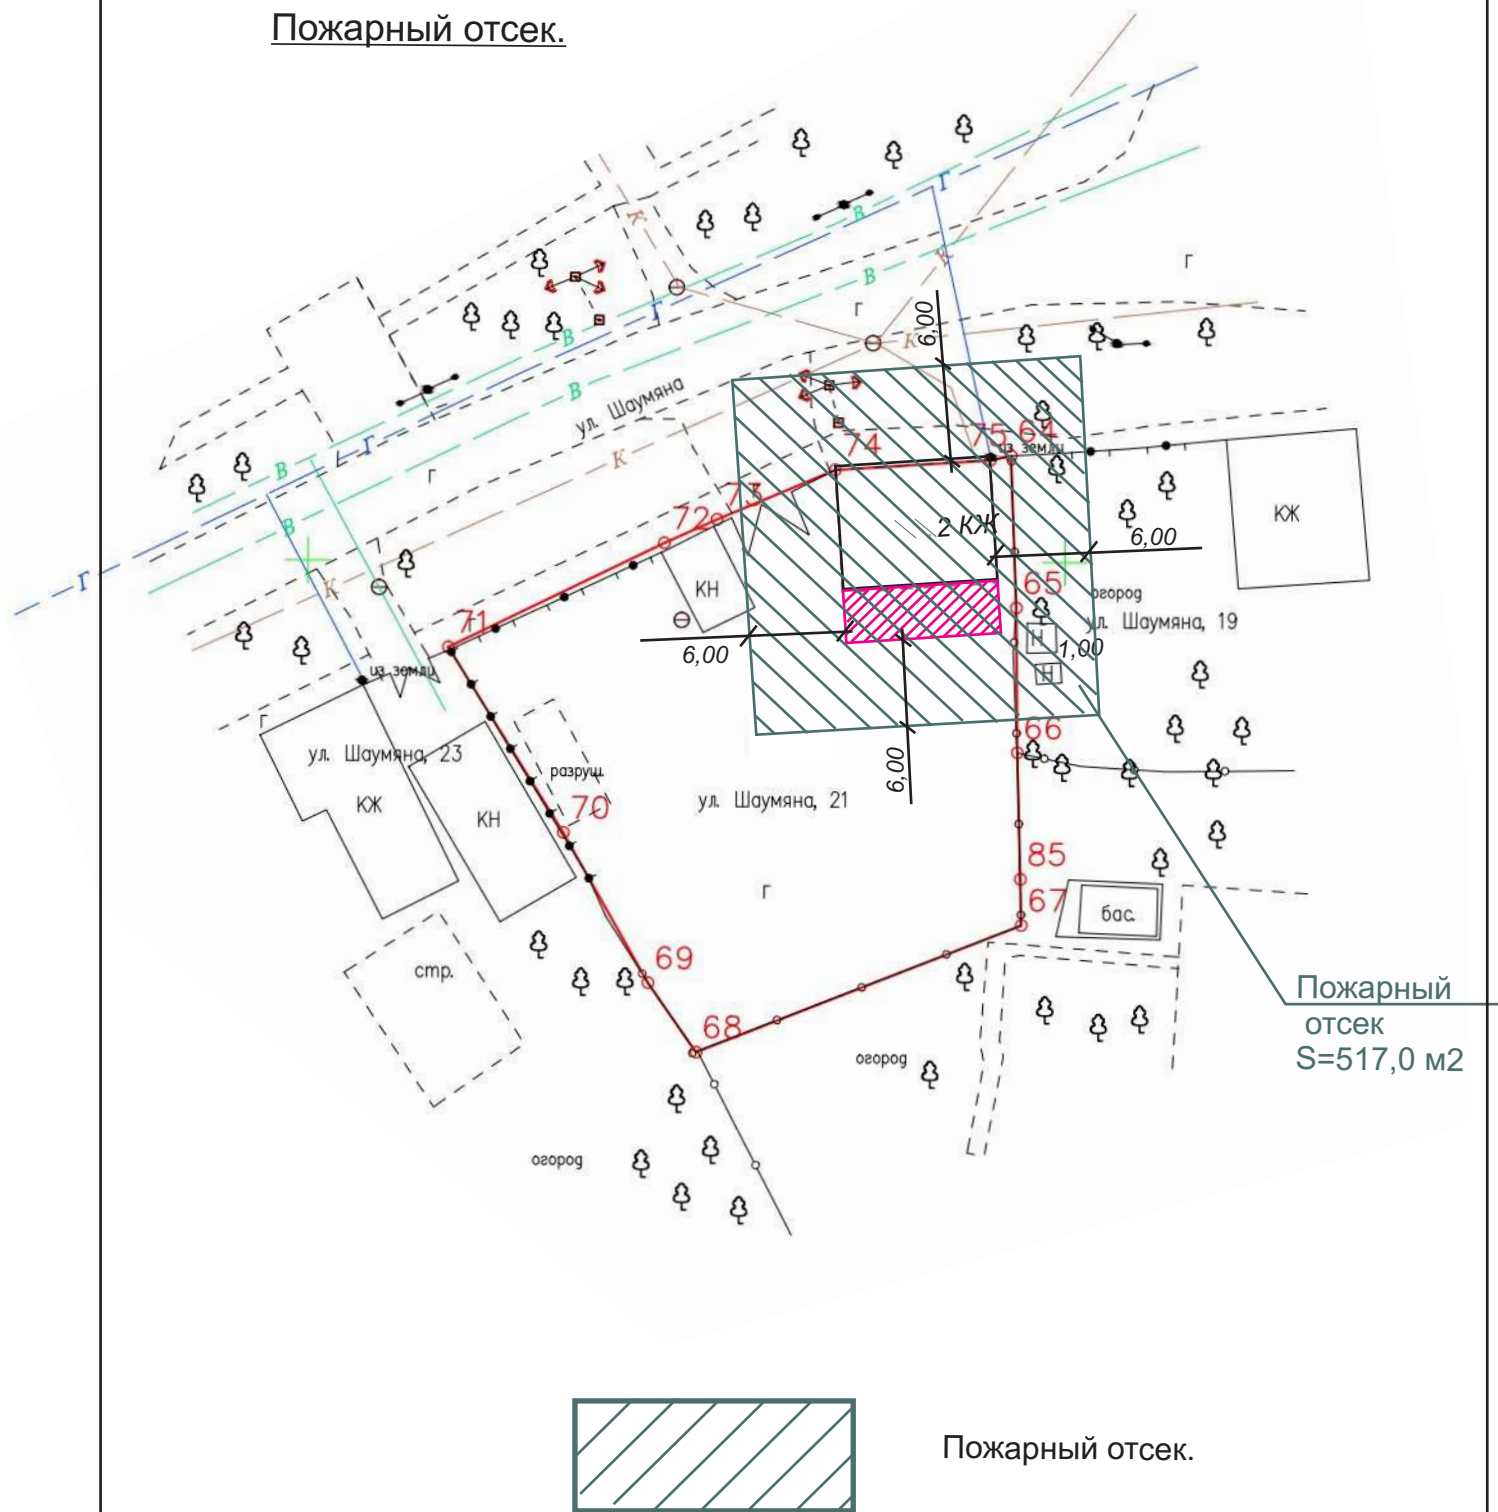 Пожарный отсек.
К
Г
В
К
Г
В
Г
г
г
6,00
К
В
В
ул. Шаумяна
74
75
64
из земли
Г
В
г
К
73
72
2 КЖ
КЖ
В
6,00
Г
К
КН
65
огород
ул. Шаумяна, 19
71
Н
6,00
1,00
из земли
Н
г
66
ул. Шаумяна, 23
разруш.
6,00
КЖ
70
ул. Шаумяна, 21
КН
85
г
67
бас.
69
стр.
Пожарный
отсек
S=517,0 м2
68
огород
огород
Пожарный отсек.